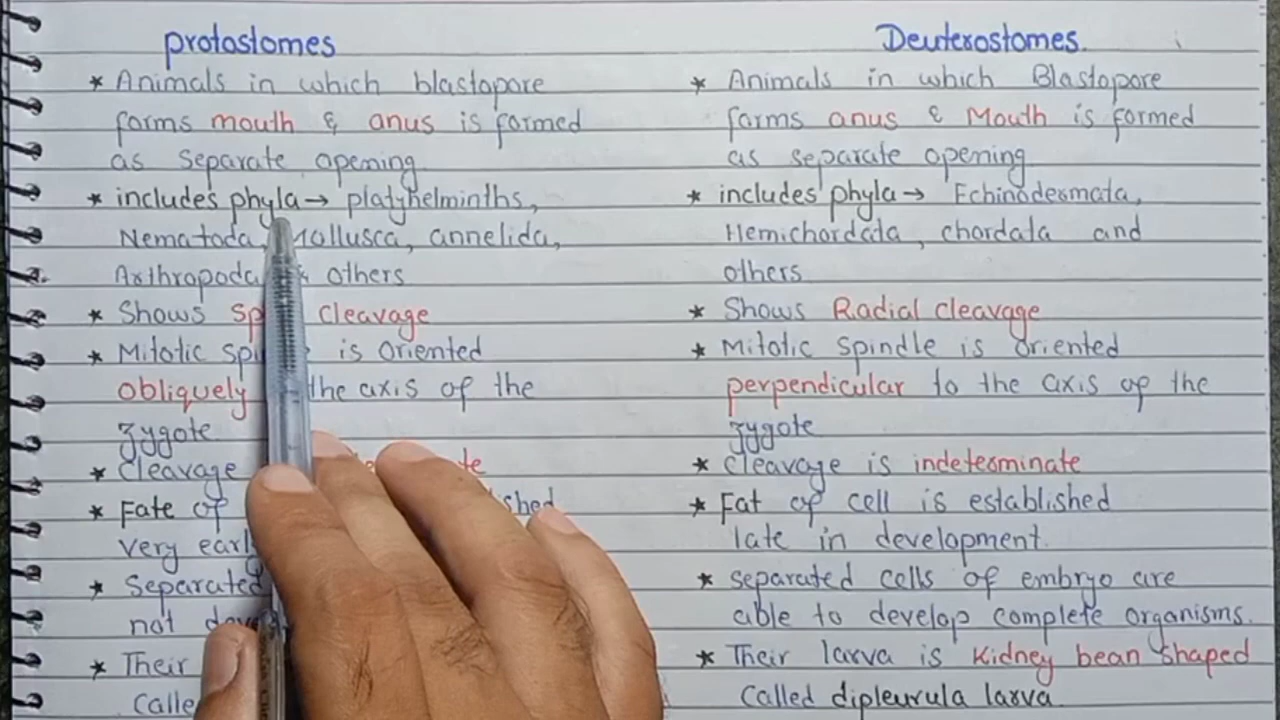 protostomes
* Animals in which blastopore
forms mouth & anus is formed
as separate opening
* includes phyla → platyhelminths,
Nematoda, Mollusca, annelida,
Arthropoda & others
* Shows cleavage
* Mitotic is oriented
obliquely the axis of the
zygote
* Cleavage
* Fate of
very
* Separated
not
* Their
Deuterostomes.
* Animals in which Blastopore
forms anus & Mouth is formed
as separate opening
* includes phyla → Echinodermata,
Hemichordata, chordata and
others
* Shows Radial cleavage
* Mitotic spindle is oriented
perpendicular to the axis of the
zygote
* Cleavage is indeterminate
* Fat of cell is established
late in development.
* separated cells of embryo are
able to develop complete organisms.
* Their larva is kidney bean shaped
Called dipleurula larva